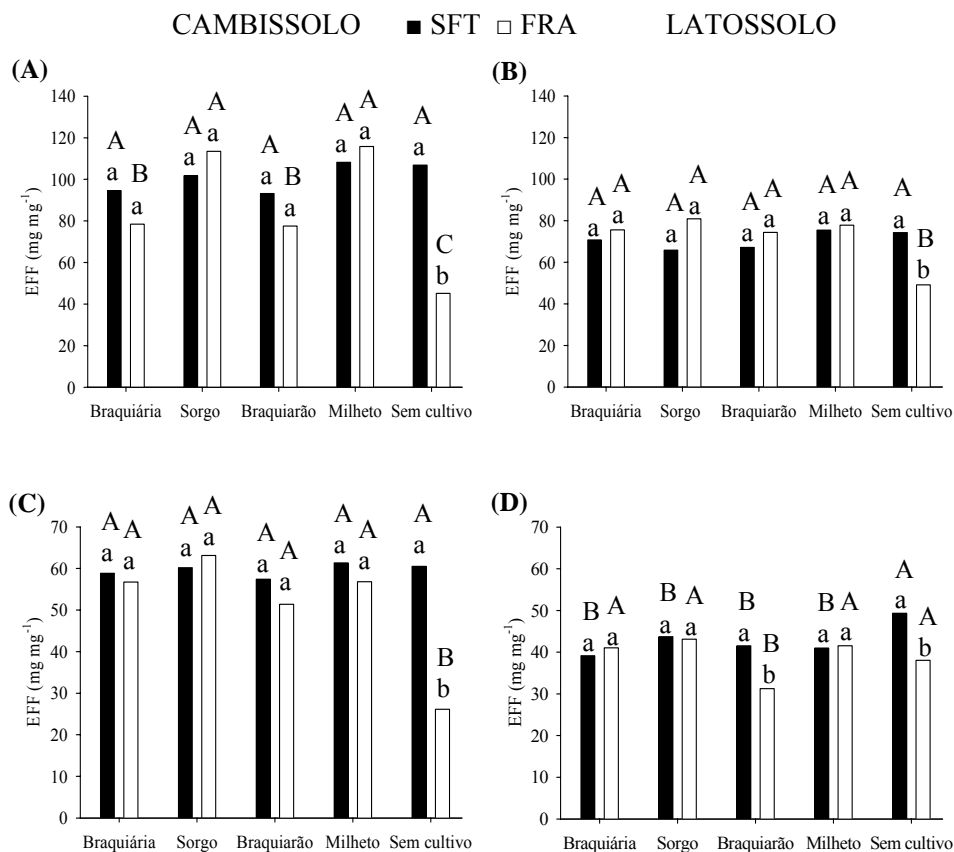 CAMBISSOLO ■ SFT □ FRA LATOSSOLO
(A)
EFF (mg mg⁻¹)
140
120
100
80
60
40
20
0
A B A A A B A A A C
a a a a a a a a a b
Braquiária Sorgo Braquiarão Milheto Sem cultivo
(B)
EFF (mg mg⁻¹)
140
120
100
80
60
40
20
0
A A A A A A A A A B
a a a a a a a a a b
Braquiária Sorgo Braquiarão Milheto Sem cultivo
(C)
EFF (mg mg⁻¹)
70
60
50
40
30
20
10
0
A A A A A A A A A B
a a a a a a a a a b
Braquiária Sorgo Braquiarão Milheto Sem cultivo
(D)
EFF (mg mg⁻¹)
70
60
50
40
30
20
10
0
B A B A B B B A A A
a a a a a b a a a b
Braquiária Sorgo Braquiarão Milheto Sem cultivo